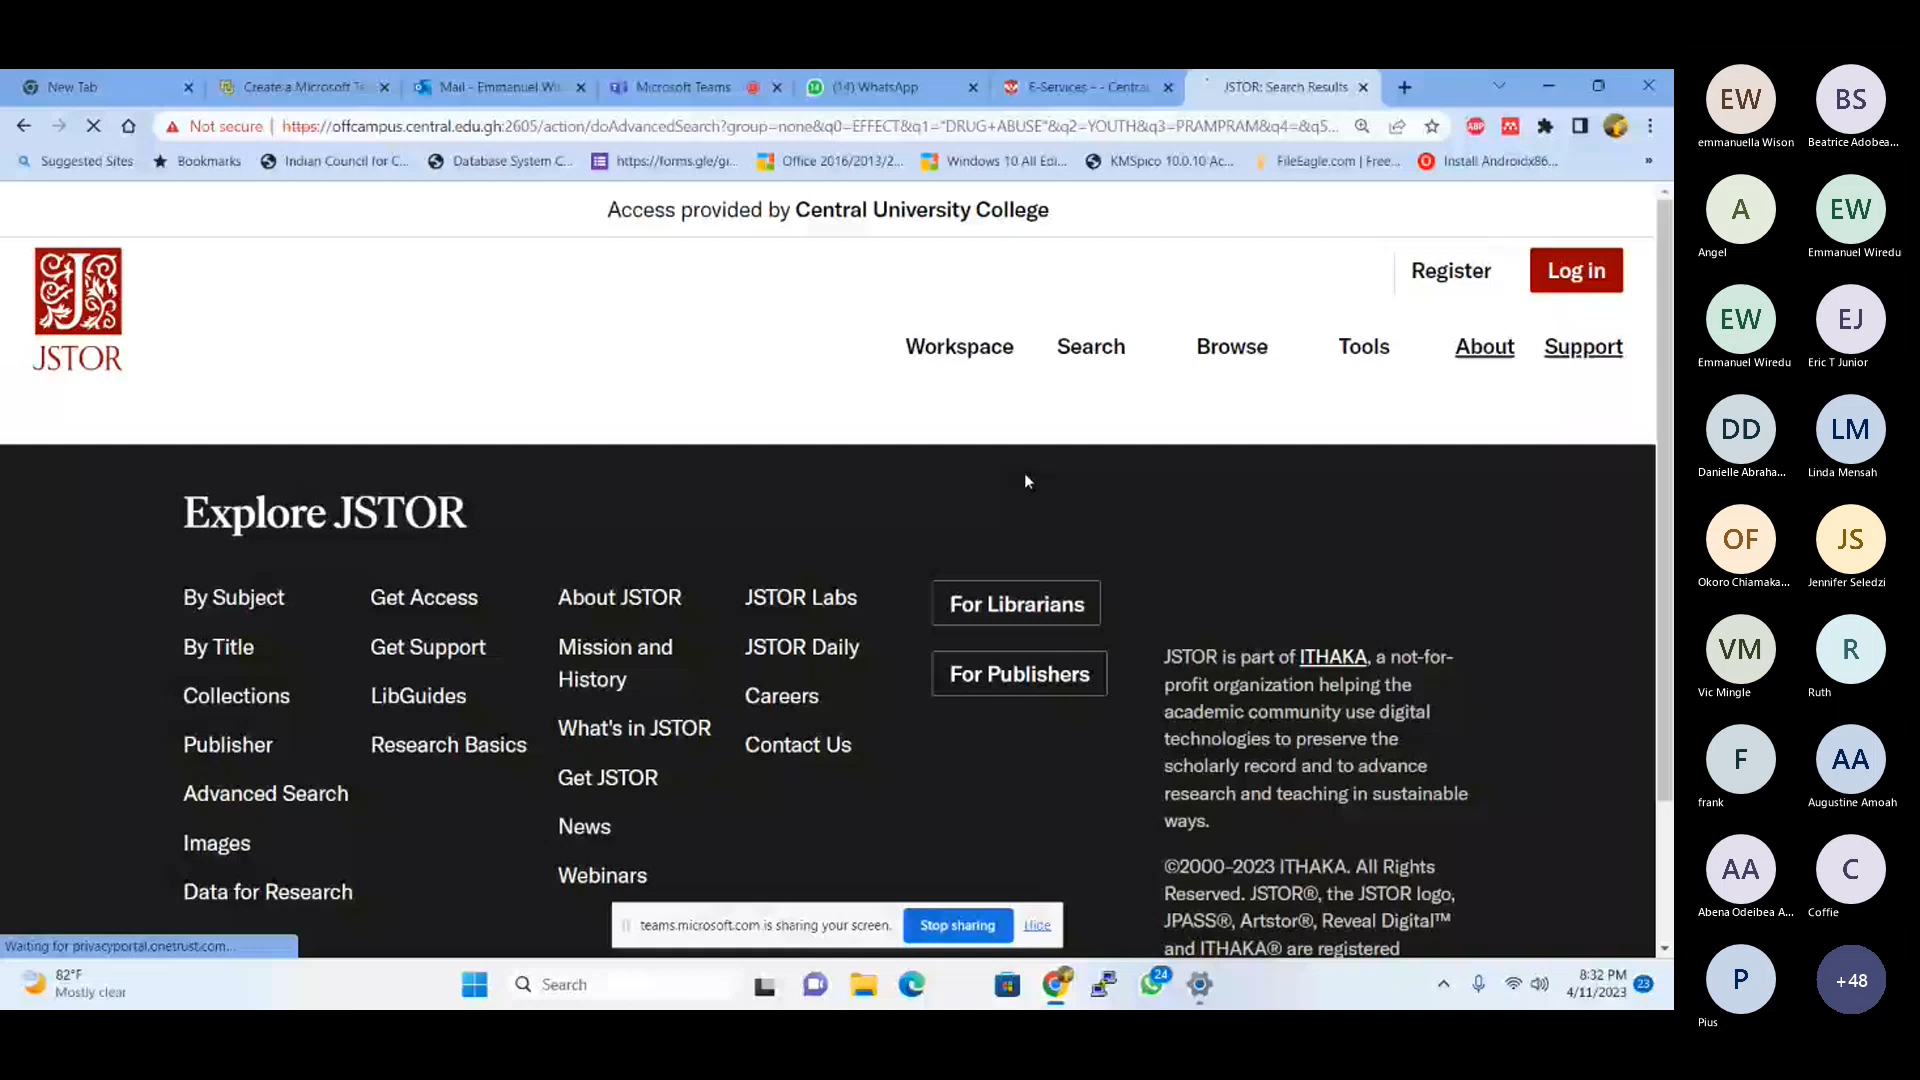 New Tab
Create a Microsoft Te
Mail - Emmanuel Wi
Microsoft Teams
(14) WhatsApp
E-Services - - Central
JSTOR: Search Results
Not secure
https://offcampus.central.edu.gh:2605/action/doAdvancedSearch?group=none&q0=EFFECT&q1="DRUG+ABUSE"&q2=YOUTH&q3=PRAMPRAM&q4=&q5...
Suggested Sites
Bookmarks
Indian Council for C...
Database System C...
https://forms.gle/gr...
Office 2016/2013/2...
Windows 10 All Edi...
KMSpico 10.0.10 Ac...
FileEagle.com | Free...
Install Androidx86...
»
Access provided by Central University College
Register
Log in
JSTOR
Workspace
Search
Browse
Tools
About
Support
Explore JSTOR
By Subject
By Title
Collections
Publisher
Advanced Search
Images
Data for Research
Get Access
Get Support
LibGuides
Research Basics
About JSTOR
Mission and
History
What's in JSTOR
Get JSTOR
News
Webinars
JSTOR Labs
JSTOR Daily
Careers
Contact Us
For Librarians
For Publishers
JSTOR is part of ITHAKA, a not-for-
profit organization helping the
academic community use digital
technologies to preserve the
scholarly record and to advance
research and teaching in sustainable
ways.
©2000-2023 ITHAKA. All Rights
Reserved. JSTOR®, the JSTOR logo,
JPASS®, Artstor®, Reveal Digital™
and ITHAKA® are registered
teams.microsoft.com is sharing your screen.
Stop sharing
Hide
Waiting for privacyportal.onetrust.com...
82°F
Mostly clear
Search
24
8:32 PM
4/11/2023
23
EW
emmanuella Wison
BS
Beatrice Adobea...
A
Angel
EW
Emmanuel Wiredu
EW
Emmanuel Wiredu
EJ
Eric T Junior
DD
Danielle Abraha...
LM
Linda Mensah
OF
Okoro Chiamaka...
JS
Jennifer Seledzi
VM
Vic Mingle
R
Ruth
F
frank
AA
Augustine Amoah
AA
Abena Odeibea A...
C
Coffie
P
Pius
+48